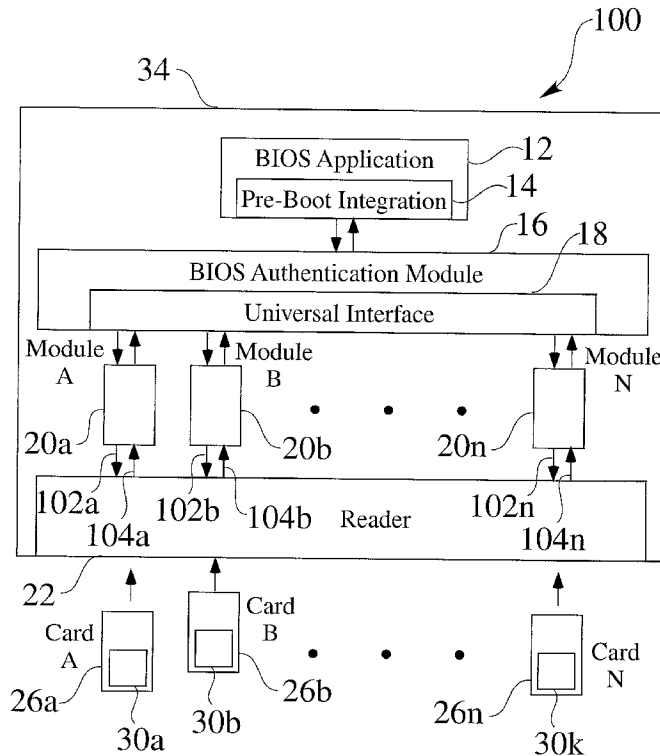 100
34
BIOS Application
12
Pre-Boot Integration
14
16
18
BIOS Authentication Module
Universal Interface
Module A
Module B
Module N
20a
20b
20n
102a
104a
102b
104b
Reader
102n
104n
22
Card A
Card B
Card N
26a
30a
30b
26b
26n
30k